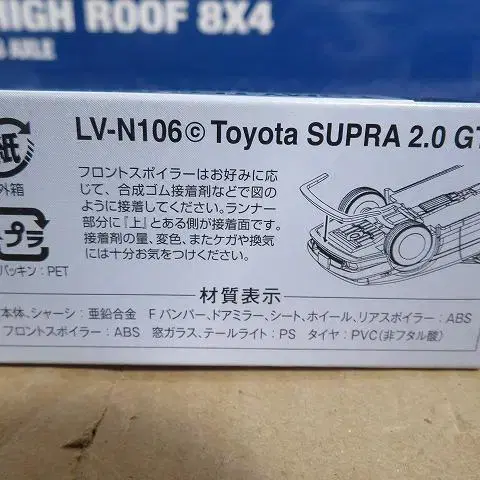 HIGH ROOF 8X4
AXLE
LV-N106© Toyota SUPRA 2.0 GT
紙
外箱
プラ
パッキン：PET
フロントスポイラーはお好みに応
じて、合成ゴム接着剤などで図の
ように接着してください。ランナー
部分に「上」とある側が接着面です。
接着剤の量、変色、またケガや換気
には十分お気をつけください。
材質表示
本体、シャーシ：亜鉛合金　Fバンパー、ドアミラー、シート、ホイール、リアスポイラー：ABS
フロントスポイラー：ABS　窓ガラス、テールライト：PS　タイヤ：PVC(非フタル酸)